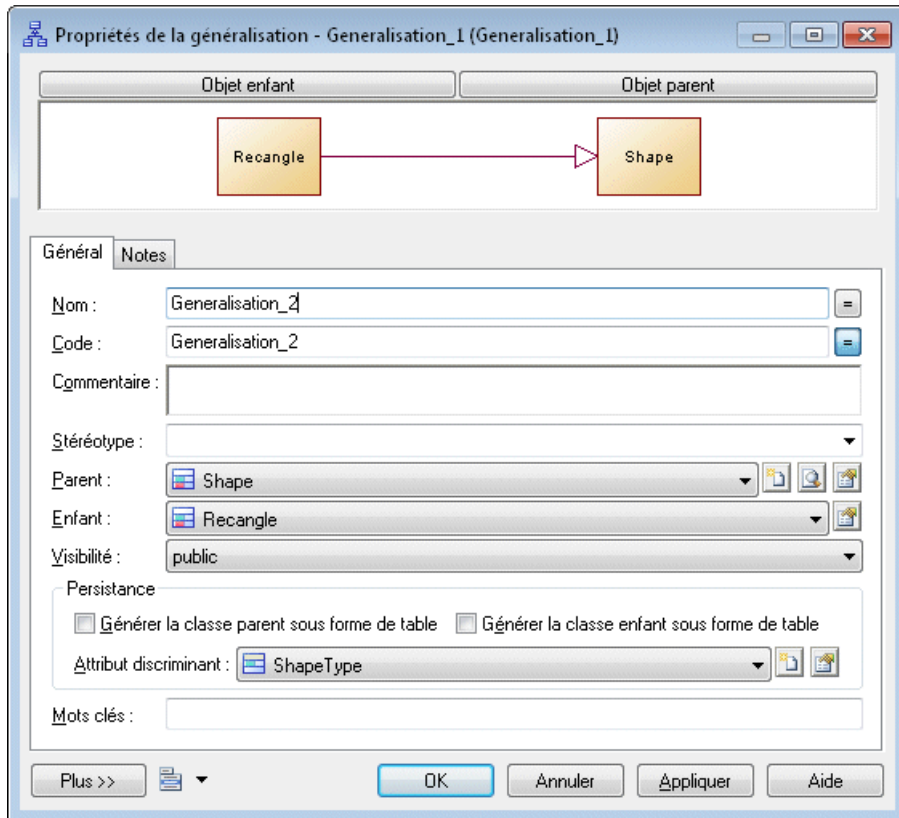 Propriétés de la généralisation - Generalisation_1 (Generalisation_1)
Objet enfant Objet parent
Recangle Shape
Général Notes
Nom : Generalisation_2 =
Code : Generalisation_2 =
Commentaire :
Stéréotype :
Parent : Shape
Enfant : Recangle
Visibilité : public
Persistance
Générer la classe parent sous forme de table Générer la classe enfant sous forme de table
Attribut discriminant : ShapeType
Mots clés :
Plus >> OK Annuler Appliquer Aide